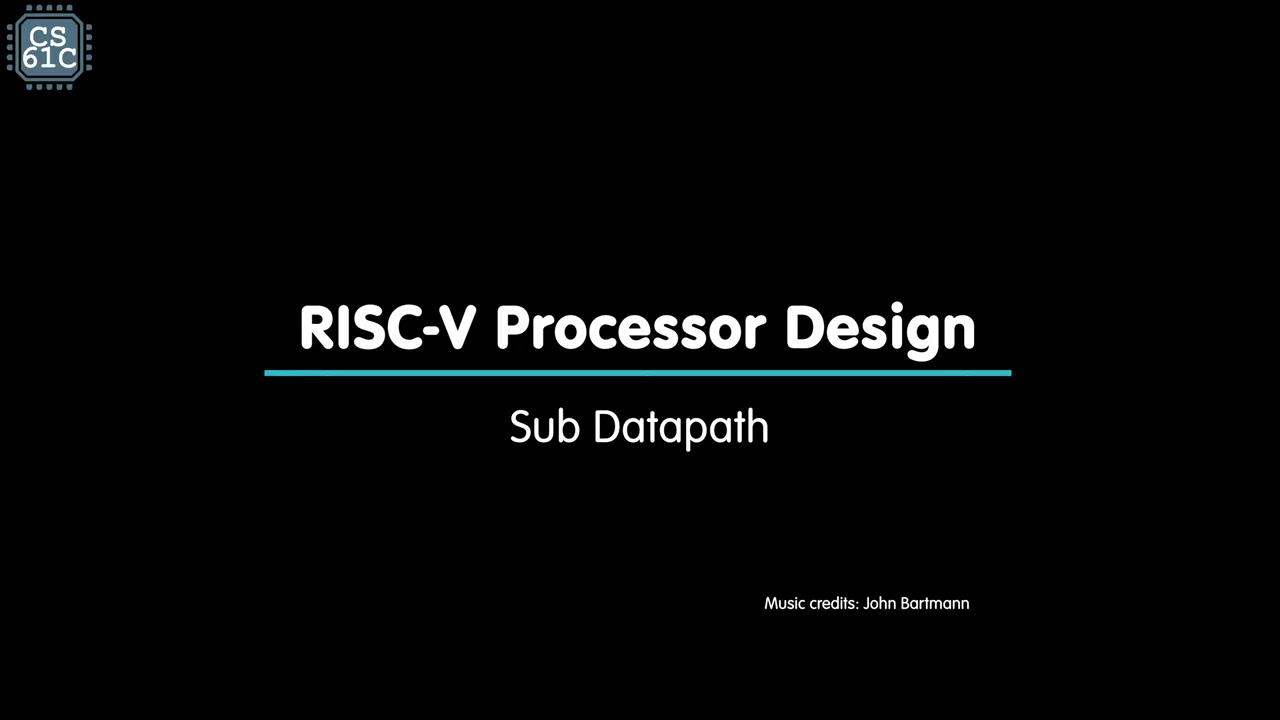 CS
61C
RISC-V Processor Design
Sub Datapath
Music credits: John Bartmann